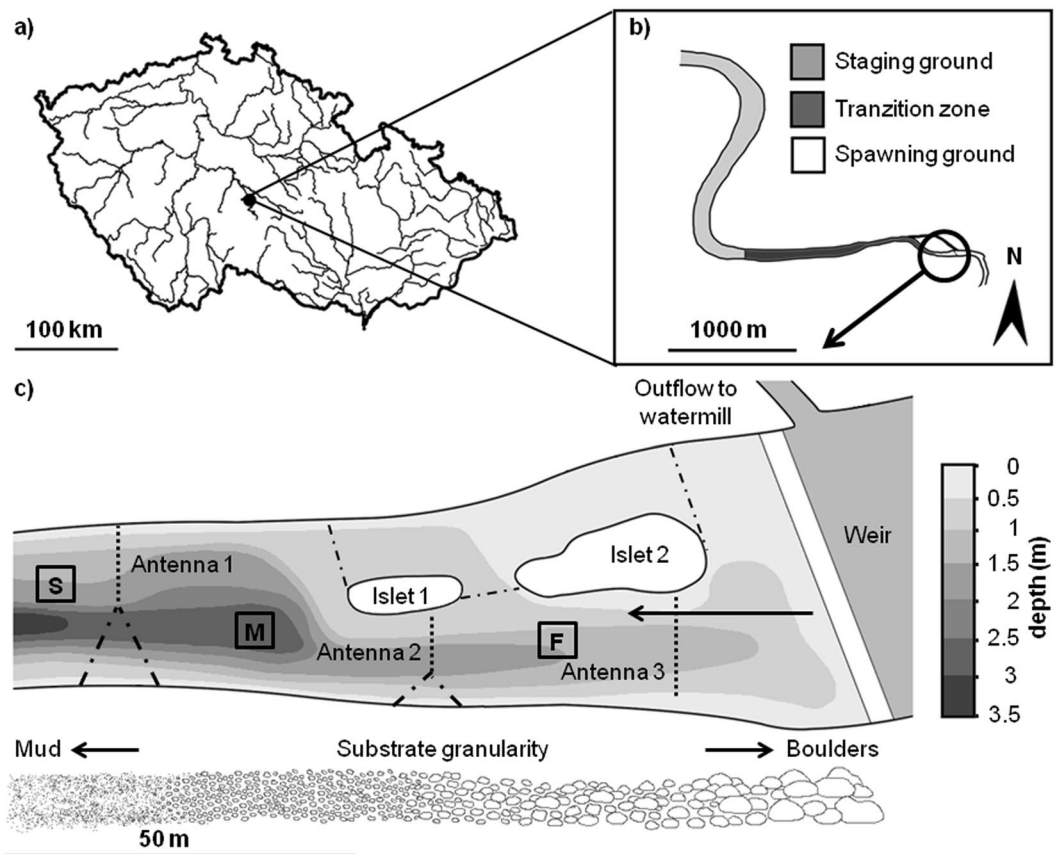 a)
100 km
b)
Staging ground
Tranzition zone
Spawning ground
N
1000 m
c)
Outflow to
watermill
Weir
Antenna 1
Islet 1
Islet 2
S
M
F
Antenna 2
Antenna 3
0
0.5
1
1.5
2
2.5
3
3.5
depth (m)
Mud
Substrate granularity
Boulders
50 m